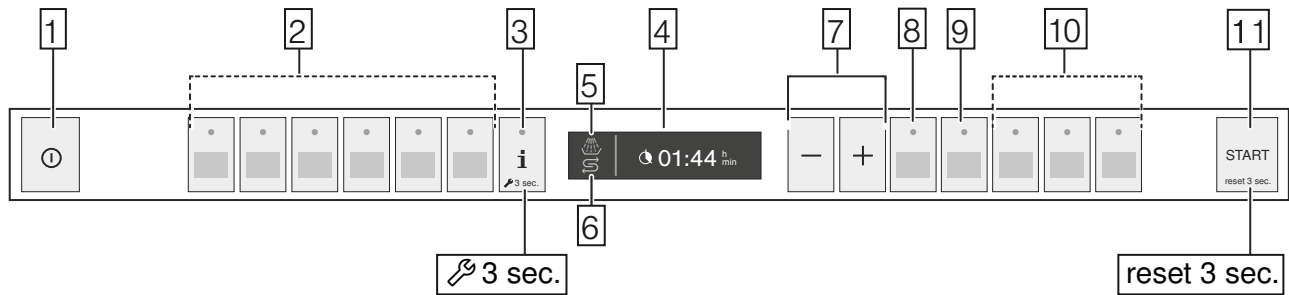 1 2 3 4 7 8 9 10 11
5
i 01:44 h min − + START
3 sec. reset 3 sec.
6
3 sec. reset 3 sec.